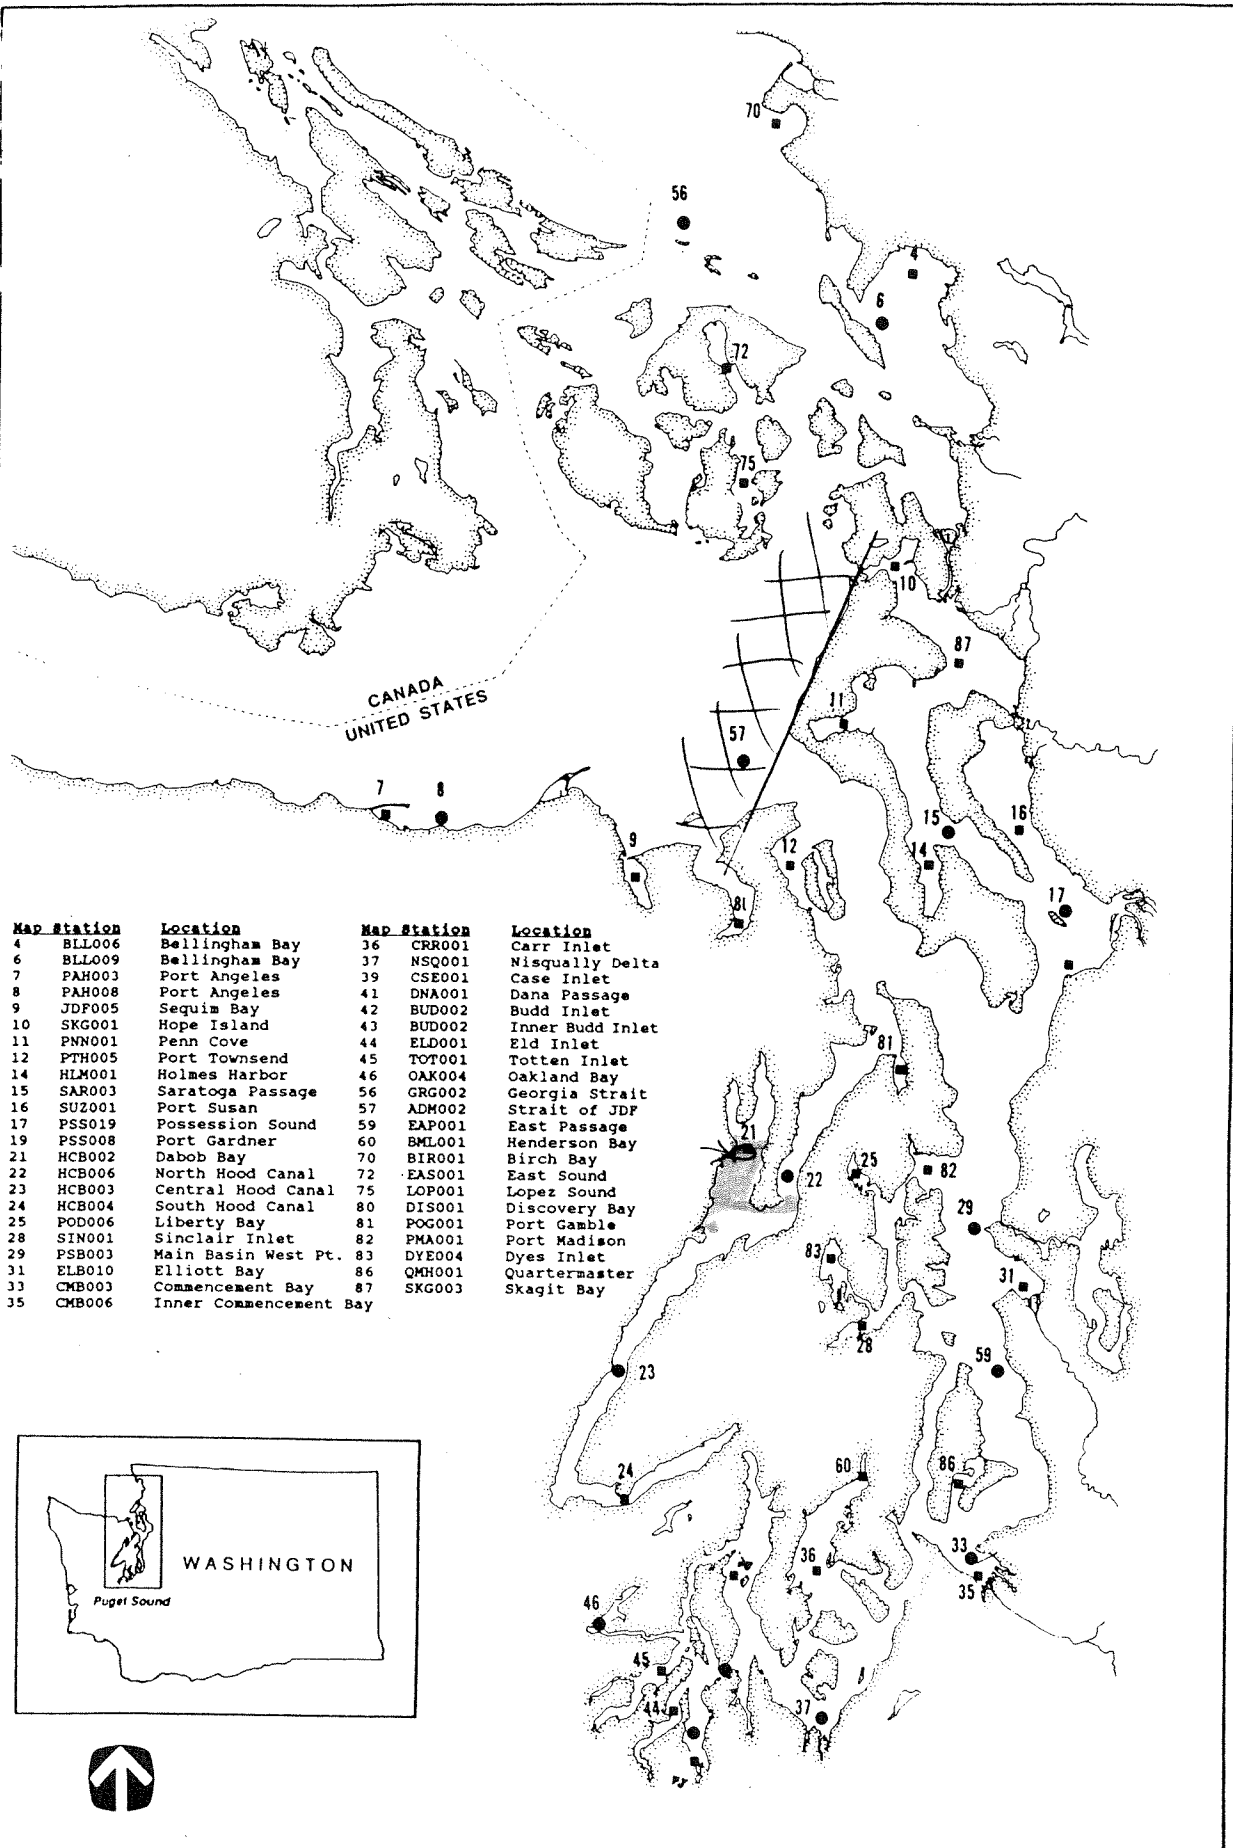 70
56
4
6
72
75
10
87
CANADA
UNITED STATES
11
57
7
8
15
16
9
12
14
17
81
Map Station Location Map Station Location
4 BLL006 Bellingham Bay 36 CRR001 Carr Inlet
6 BLL009 Bellingham Bay 37 NSQ001 Nisqually Delta
7 PAH003 Port Angeles 39 CSE001 Case Inlet
8 PAH008 Port Angeles 41 DNA001 Dana Passage
9 JDF005 Sequim Bay 42 BUD002 Budd Inlet
10 SKG001 Hope Island 43 BUD002 Inner Budd Inlet
11 PNN001 Penn Cove 44 ELD001 Eld Inlet
12 PTH005 Port Townsend 45 TOT001 Totten Inlet
14 HLM001 Holmes Harbor 46 OAK004 Oakland Bay
15 SAR003 Saratoga Passage 56 GRG002 Georgia Strait
16 SUZ001 Port Susan 57 ADM002 Strait of JDF
17 PSS019 Possession Sound 59 EAP001 East Passage
19 PSS008 Port Gardner 60 BML001 Henderson Bay
21 HCB002 Dabob Bay 70 BIR001 Birch Bay
22 HCB006 North Hood Canal 72 EAS001 East Sound
23 HCB003 Central Hood Canal 75 LOP001 Lopez Sound
24 HCB004 South Hood Canal 80 DIS001 Discovery Bay
25 POD006 Liberty Bay 81 POG001 Port Gamble
28 SIN001 Sinclair Inlet 82 PMA001 Port Madison
29 PSB003 Main Basin West Pt. 83 DYE004 Dyes Inlet
31 ELB010 Elliott Bay 86 QMH001 Quartermaster
33 CMB003 Commencement Bay 87 SKG003 Skagit Bay
35 CMB006 Inner Commencement Bay
81
21
22
25
82
29
83
31
28
23
59
24
60
86
33
36
35
46
45
44
37
WASHINGTON
Puget Sound